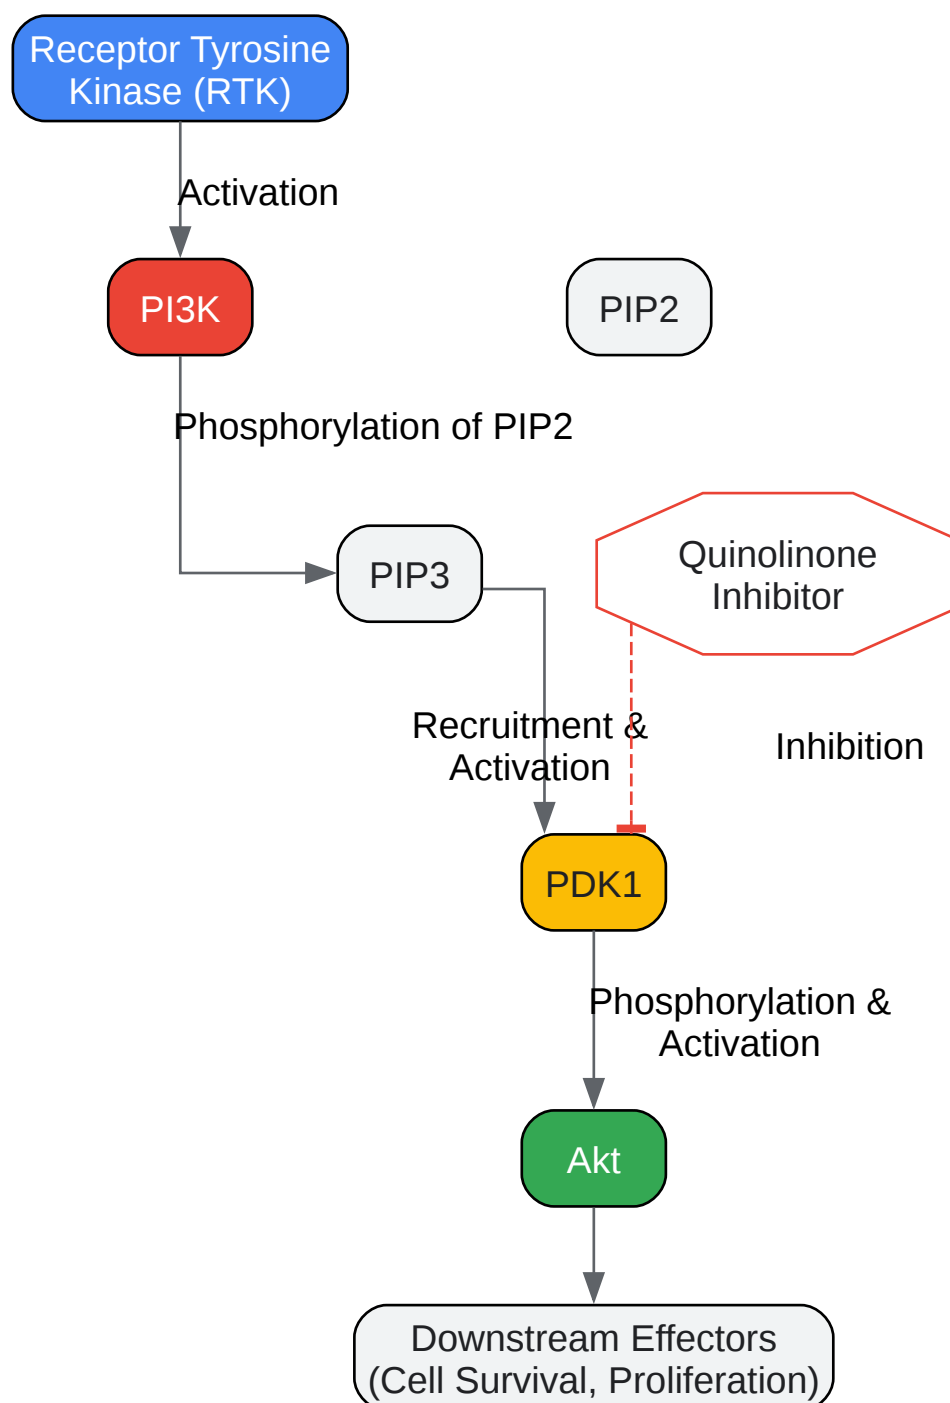 Receptor Tyrosine
Kinase (RTK)
Activation
PI3K
PIP2
Phosphorylation of PIP2
Quinolinone
Inhibitor
PIP3
Recruitment &
Activation
Inhibition
PDK1
Phosphorylation &
Activation
Akt
Downstream Effectors
(Cell Survival, Proliferation)